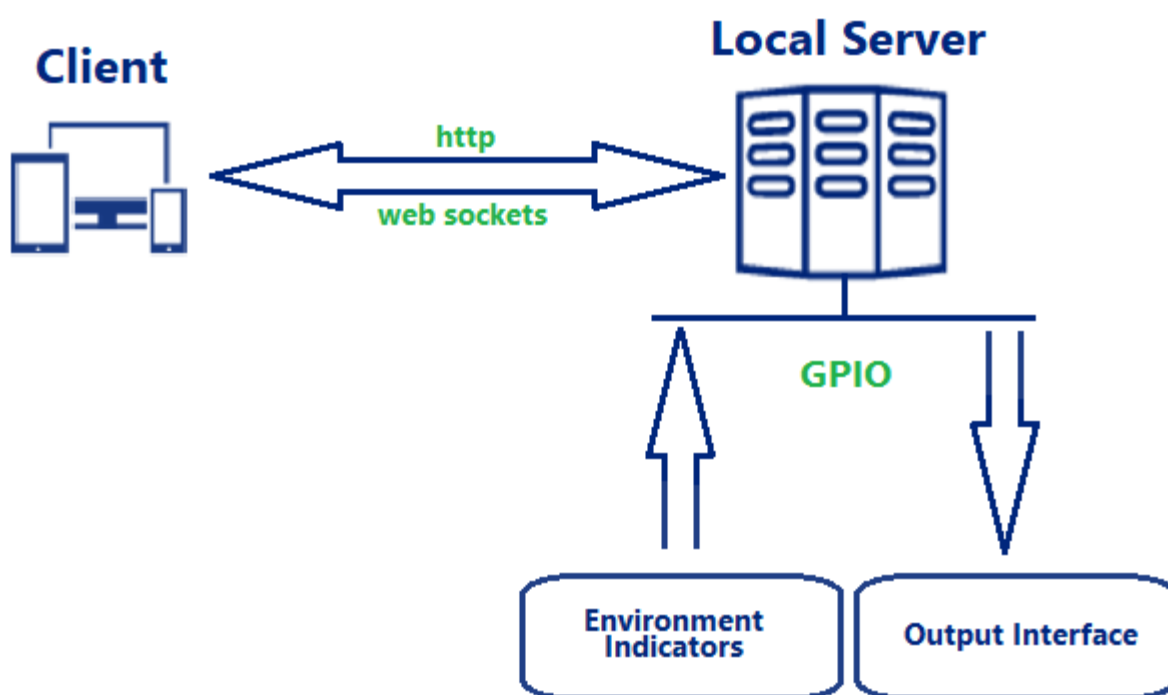 Client
Local Server
http
web sockets
GPIO
Environment
Indicators
Output Interface